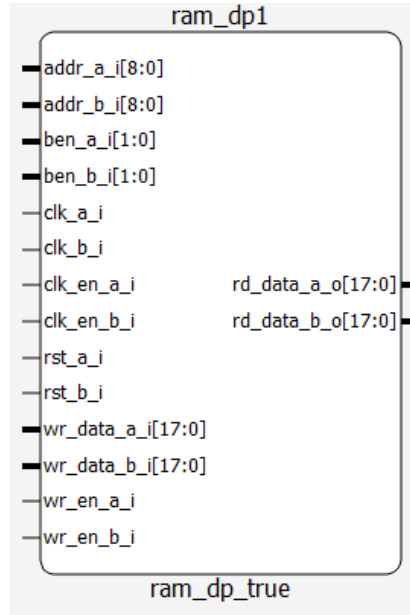 ram_dp1
addr_a_i[8:0]
addr_b_i[8:0]
ben_a_i[1:0]
ben_b_i[1:0]
clk_a_i
clk_b_i
clk_en_a_i rd_data_a_o[17:0]
clk_en_b_i rd_data_b_o[17:0]
rst_a_i
rst_b_i
wr_data_a_i[17:0]
wr_data_b_i[17:0]
wr_en_a_i
wr_en_b_i
ram_dp_true